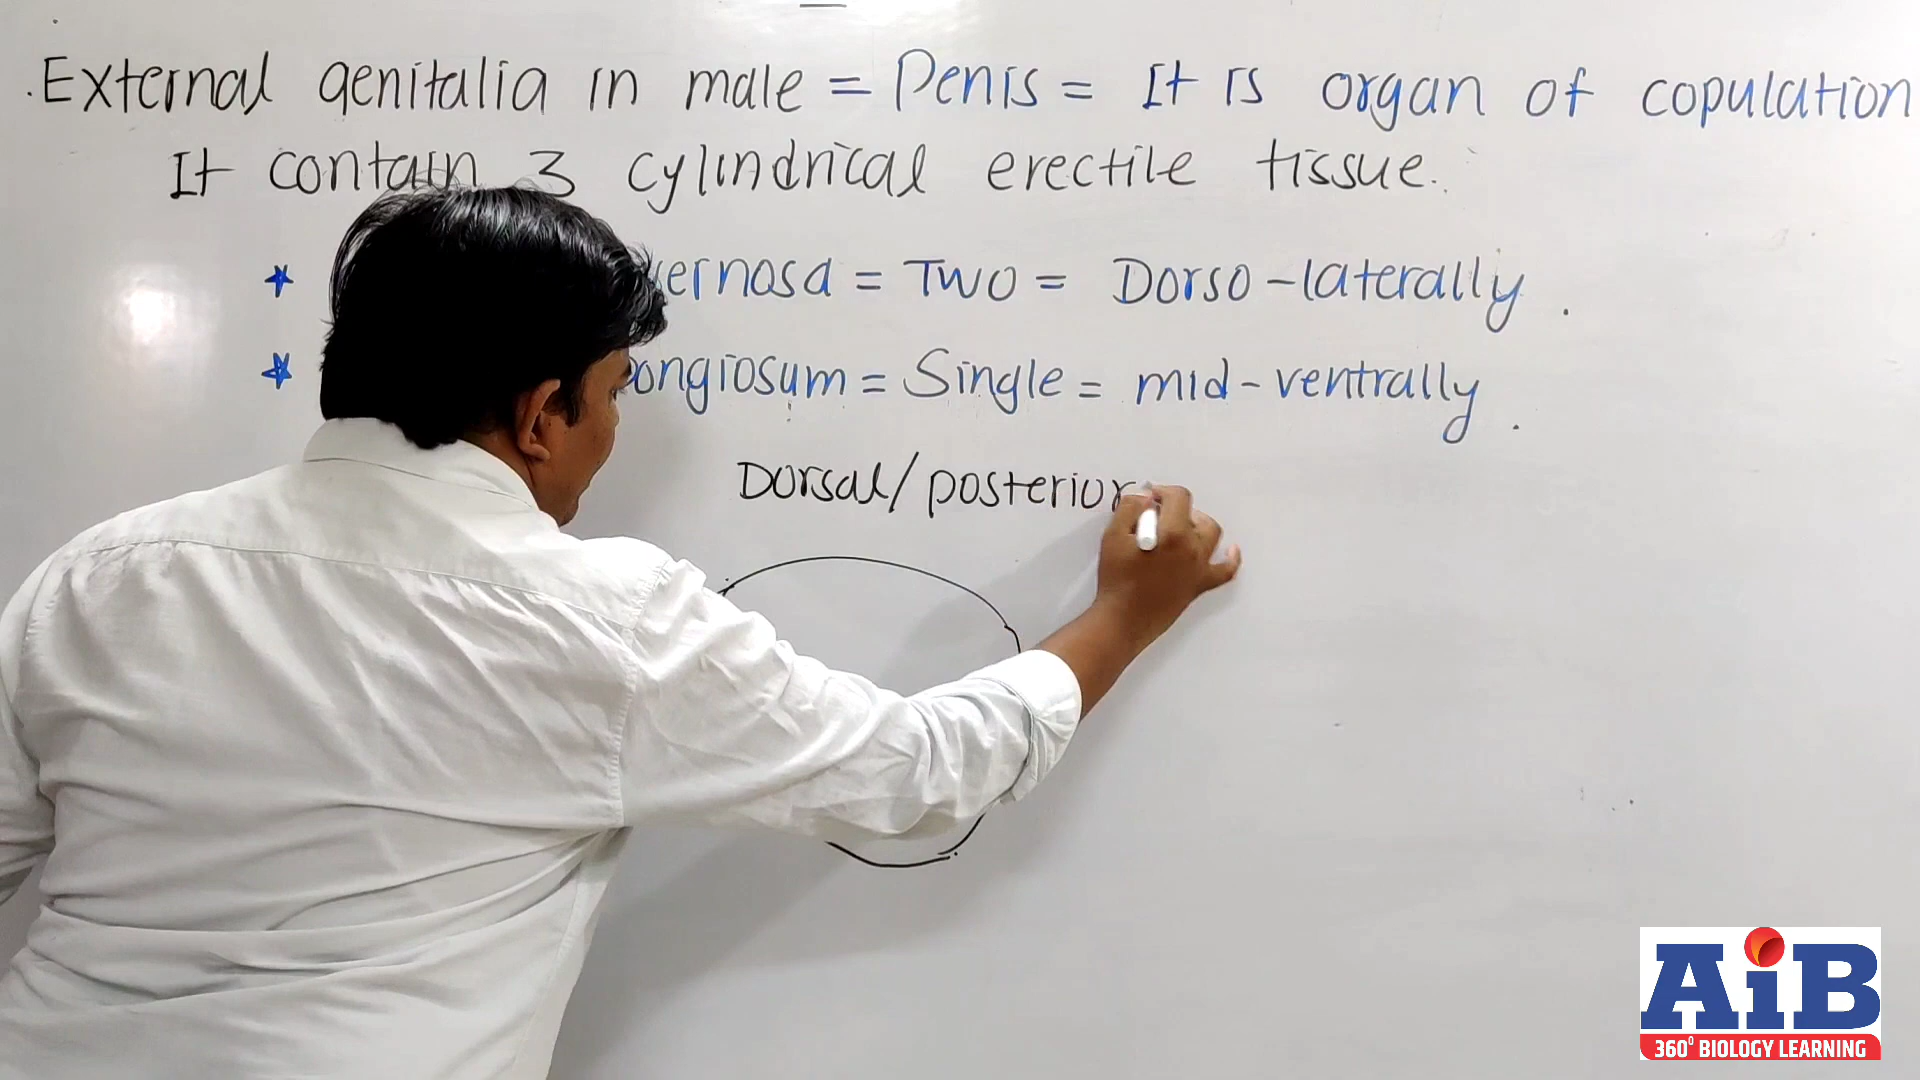 External genitalia in male = Penis = It is organ of copulation
It contain 3 cylindrical erectile tissue.
ernosa = Two = Dorso-laterally.
ongiosum = Single = mid-ventrally.
Dorsal/posterior
AiB
360° BIOLOGY LEARNING